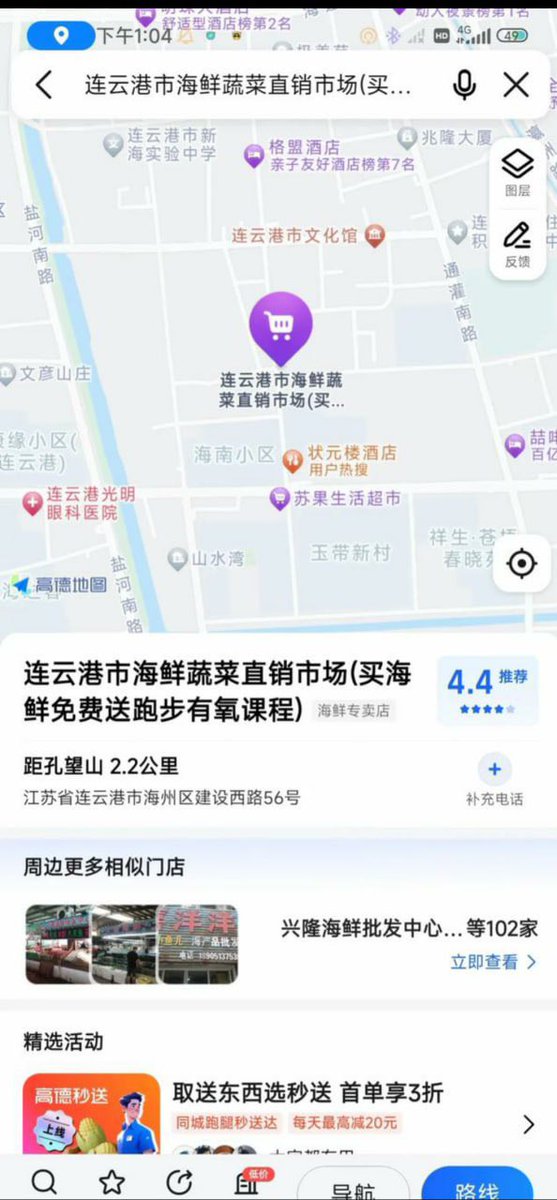 舒适型酒店榜第2名
下午1:04
HD
4G
49
连云港市海鲜蔬菜直销市场(买...
连云港市新
海实验中学
格盟酒店
亲子友好酒店榜第7名
兆隆大厦
图层
盐河南路
连云港市文化馆
反馈
通灌南路
连云港市海鲜蔬
菜直销市场(买...
文彦山庄
海南小区
状元楼酒店
用户热搜
连云港)
苏果生活超市
连云港光明
眼科医院
山水湾
玉带新村
祥生·苍梧
春晓苑
盐河南路
高德地图
连云港市海鲜蔬菜直销市场(买海
鲜免费送跑步有氧课程)
海鲜专卖店
4.4 推荐
距孔望山 2.2公里
江苏省连云港市海州区建设西路56号
补充电话
周边更多相似门店
兴隆海鲜批发中心...等102家
立即查看
精选活动
高德秒送
上线
取送东西选秒送 首单享3折
同城跑腿秒送达 每天最高减20元
低价
导航
路线